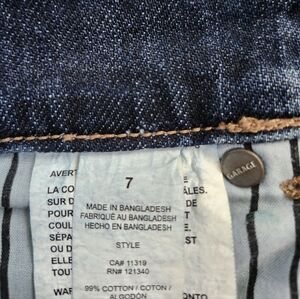 GARAGE
7
MADE IN BANGLADESH
FABRIQUÉ AU BANGLADESH
HECHO EN BANGLADESH
STYLE
CA# 11319
RN# 121340
99% COTTON / COTON /
ALGODÓN
AVERT
LA CO
SUR D
POUR
COUL
SÉPA
OU D
ELLE
TOUT
WAR
ALES.
ONTO